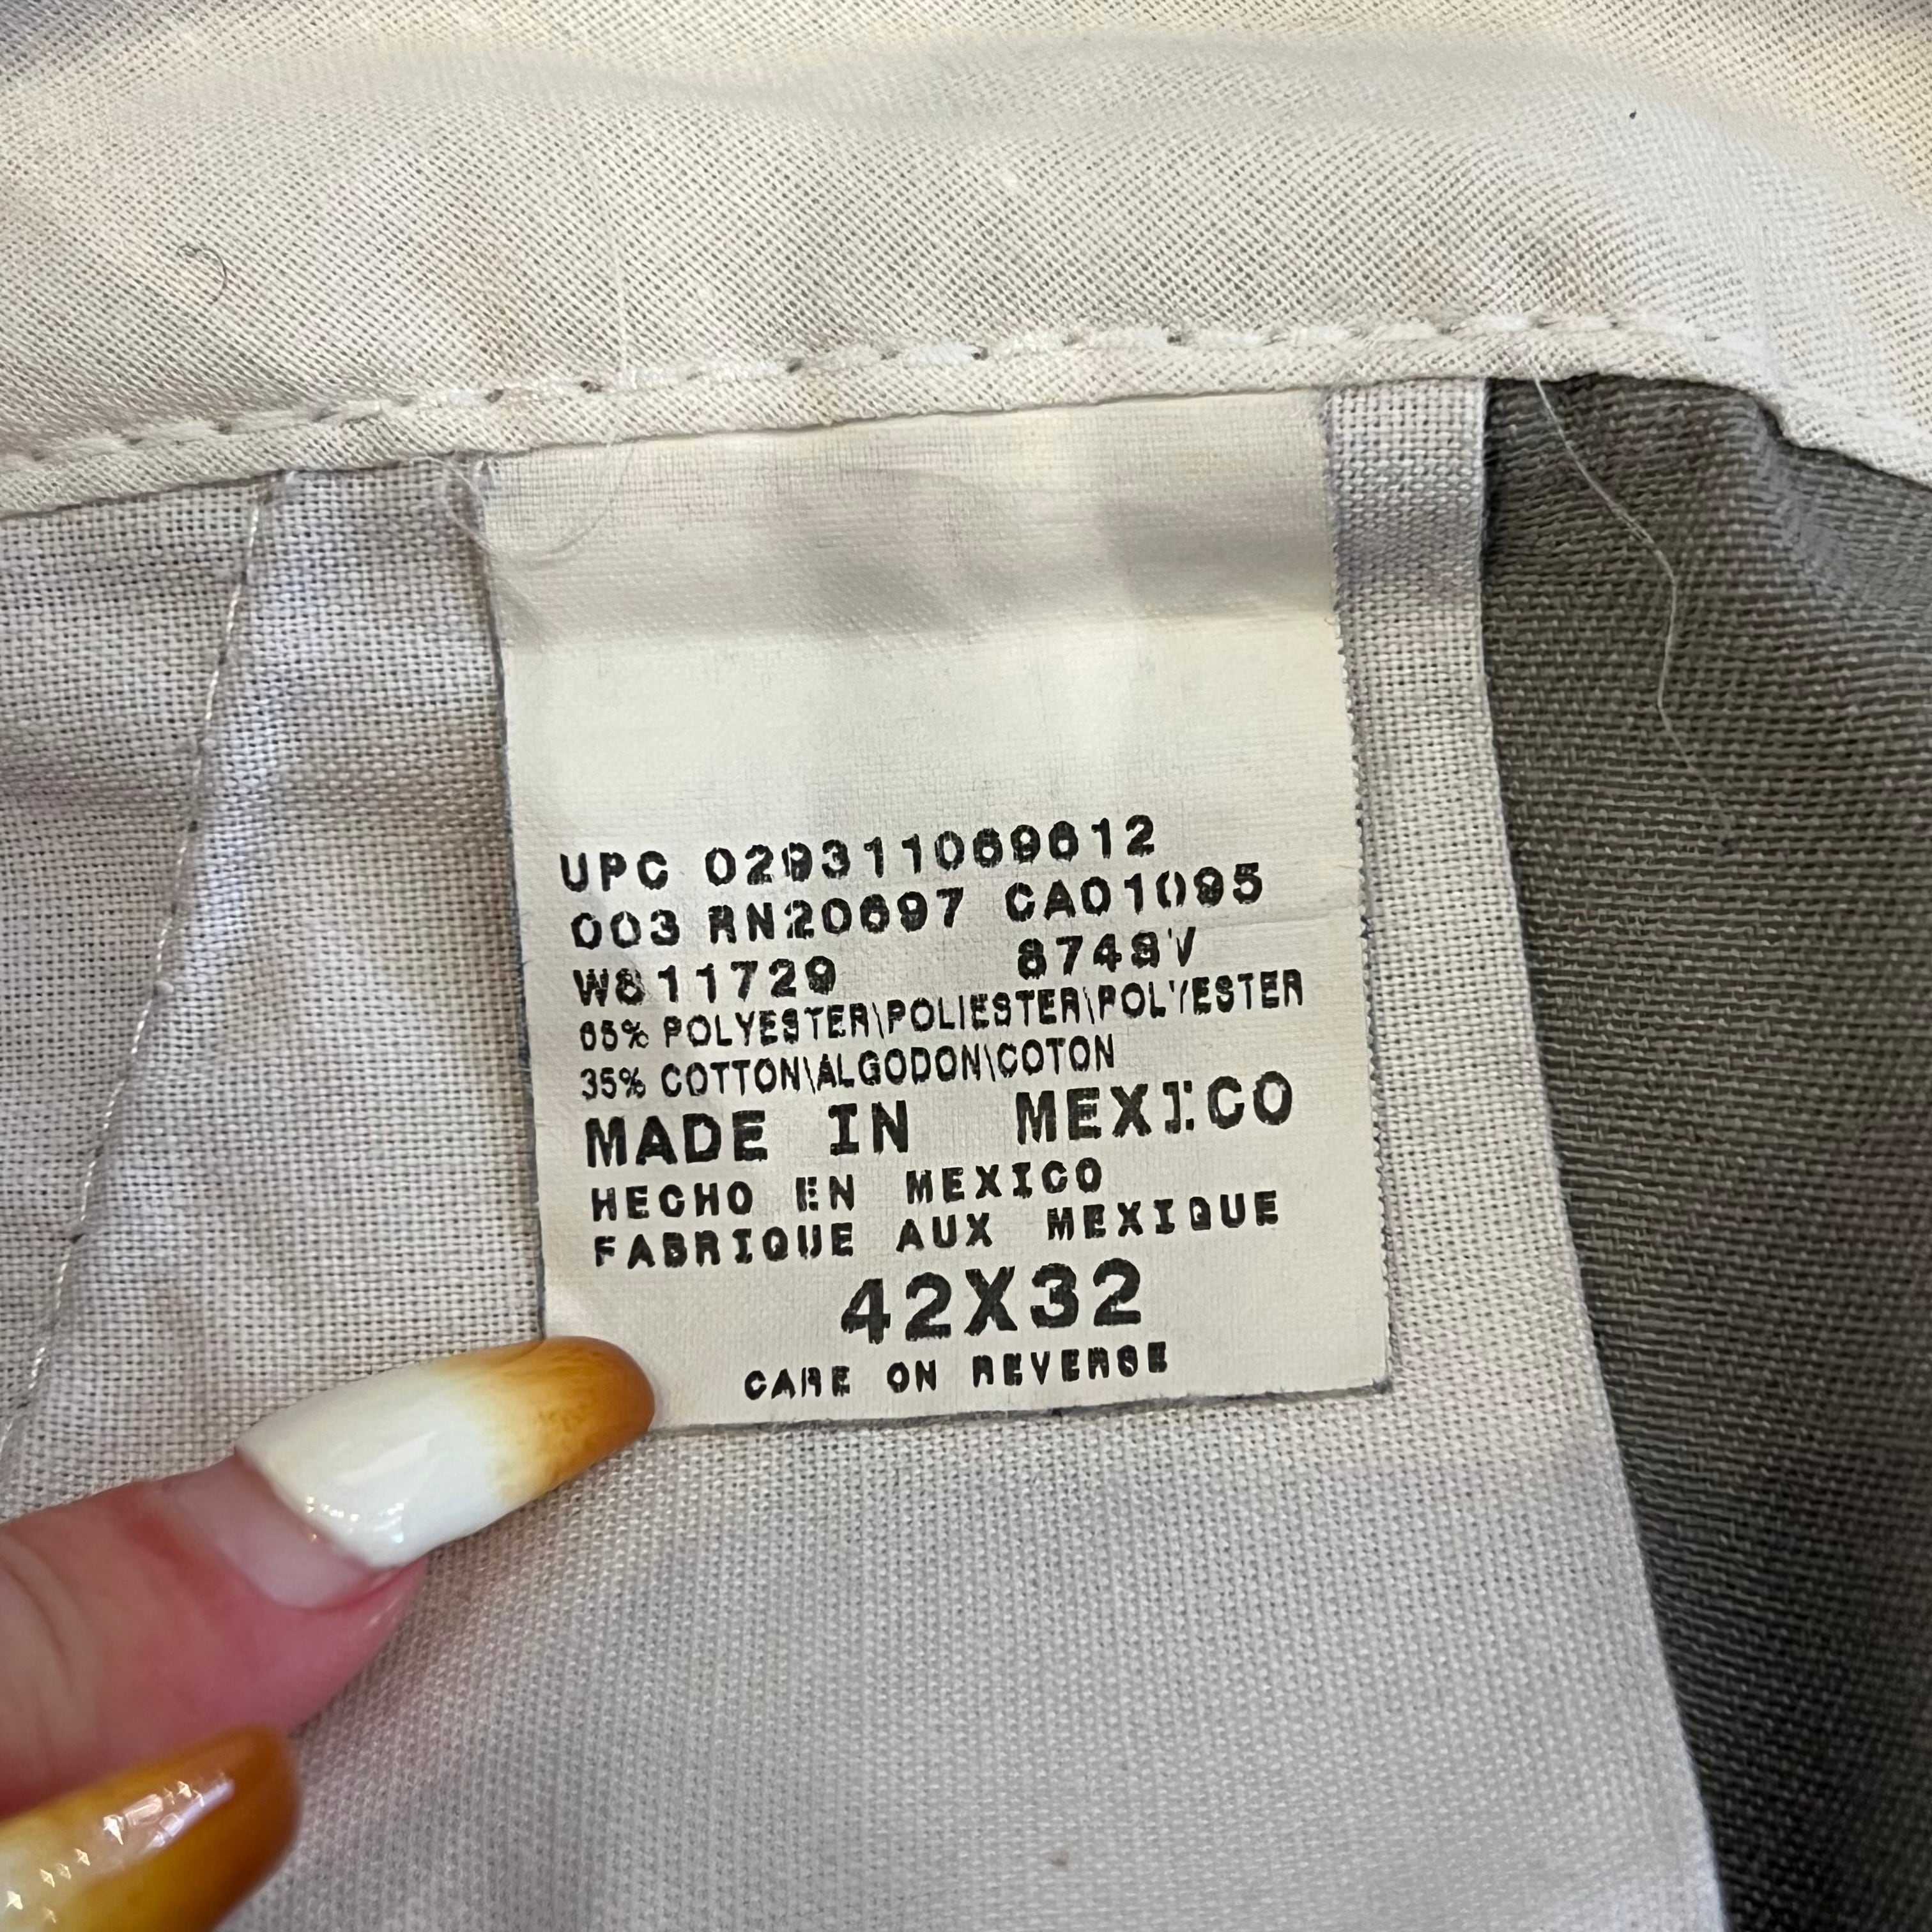 UPC 029311069612
003 RN20697 CA01095
W811729 8748V
65% POLYESTER\POLIESTER\POLYESTER
35% COTTON\ALGODON\COTON
MADE IN MEXICO
HECHO EN MEXICO
FABRIQUE AUX MEXIQUE
42X32
CARE ON REVERSE